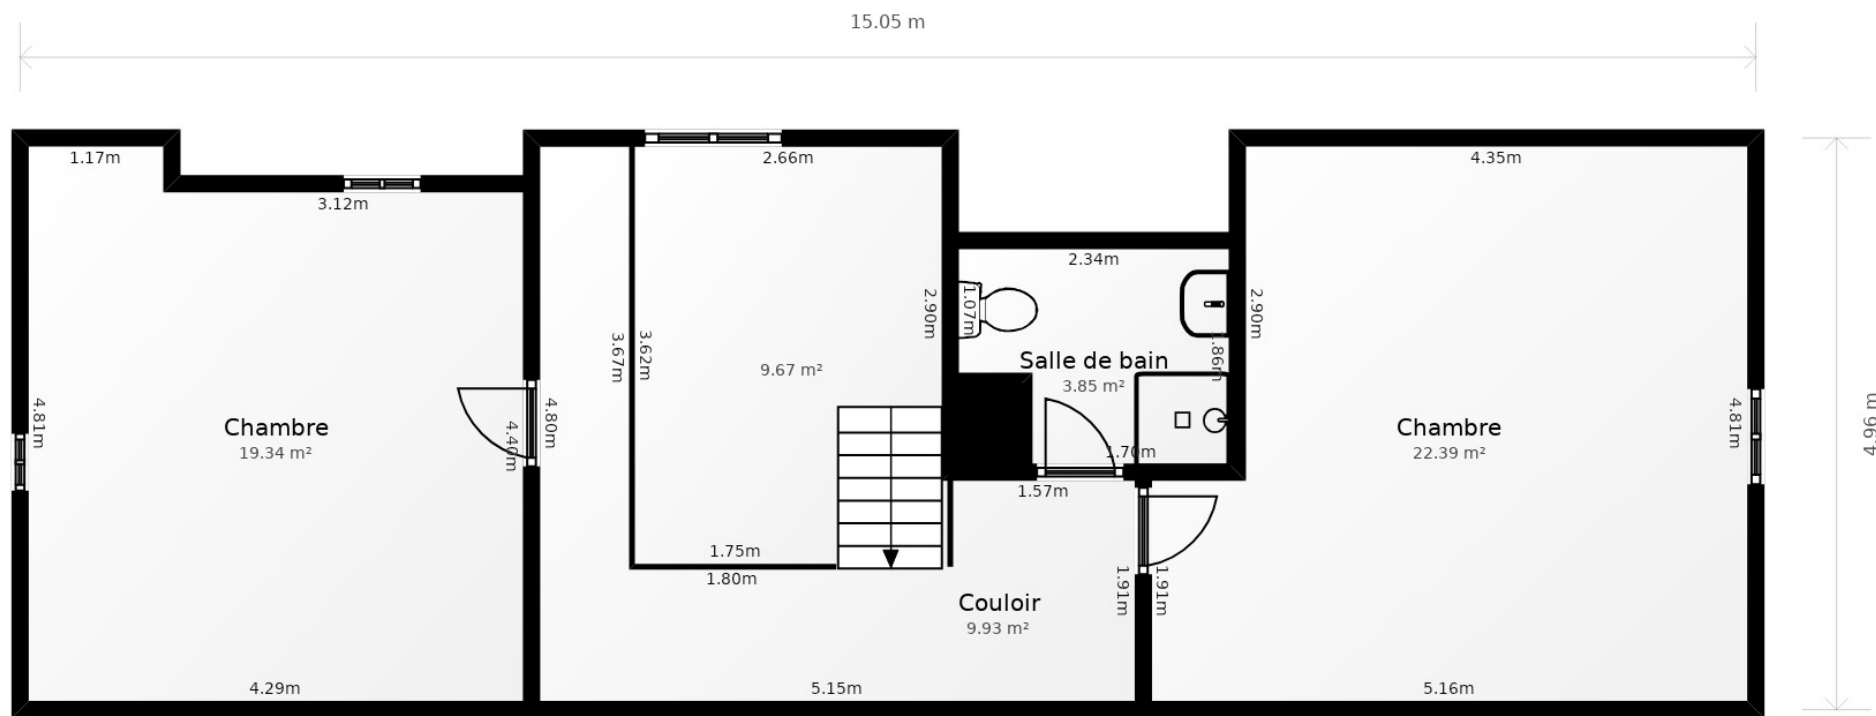 15.05 m
1.17m
2.66m
4.35m
3.12m
2.34m
2.90m
1.07m
2.90m
3.67m
3.62m
9.67 m²
Salle de bain
3.85 m²
1.86m
4.81m
Chambre
19.34 m²
4.40m
4.80m
Chambre
22.39 m²
4.81m
4.96 m
1.70m
1.57m
1.75m
1.80m
Couloir
9.93 m²
1.91m
1.91m
4.29m
5.15m
5.16m